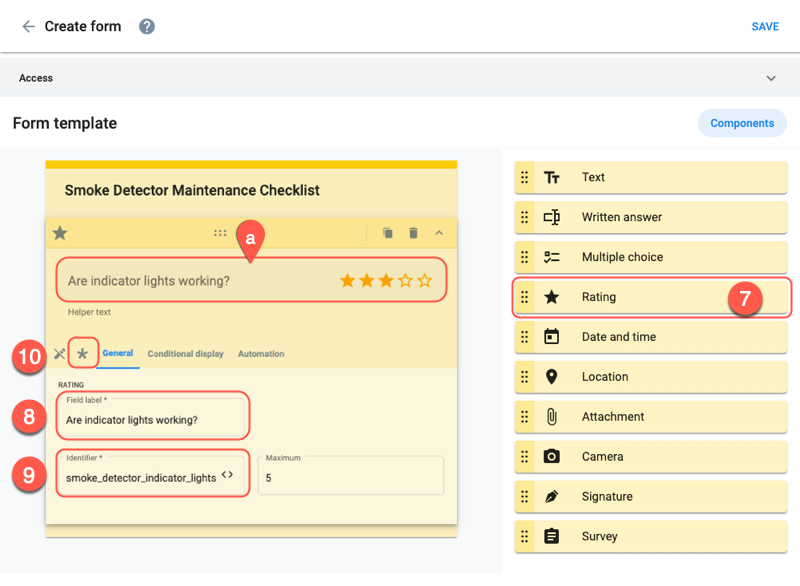 Create form ? SAVE
Access
Form template Components
Smoke Detector Maintenance Checklist
a
Are indicator lights working?
Helper text
10 * General Conditional display Automation
RATING
8 Field label *
Are indicator lights working?
9 Identifier * Maximum
smoke_detector_indicator_lights <> 5
Text
Written answer
Multiple choice
Rating 7
Date and time
Location
Attachment
Camera
Signature
Survey